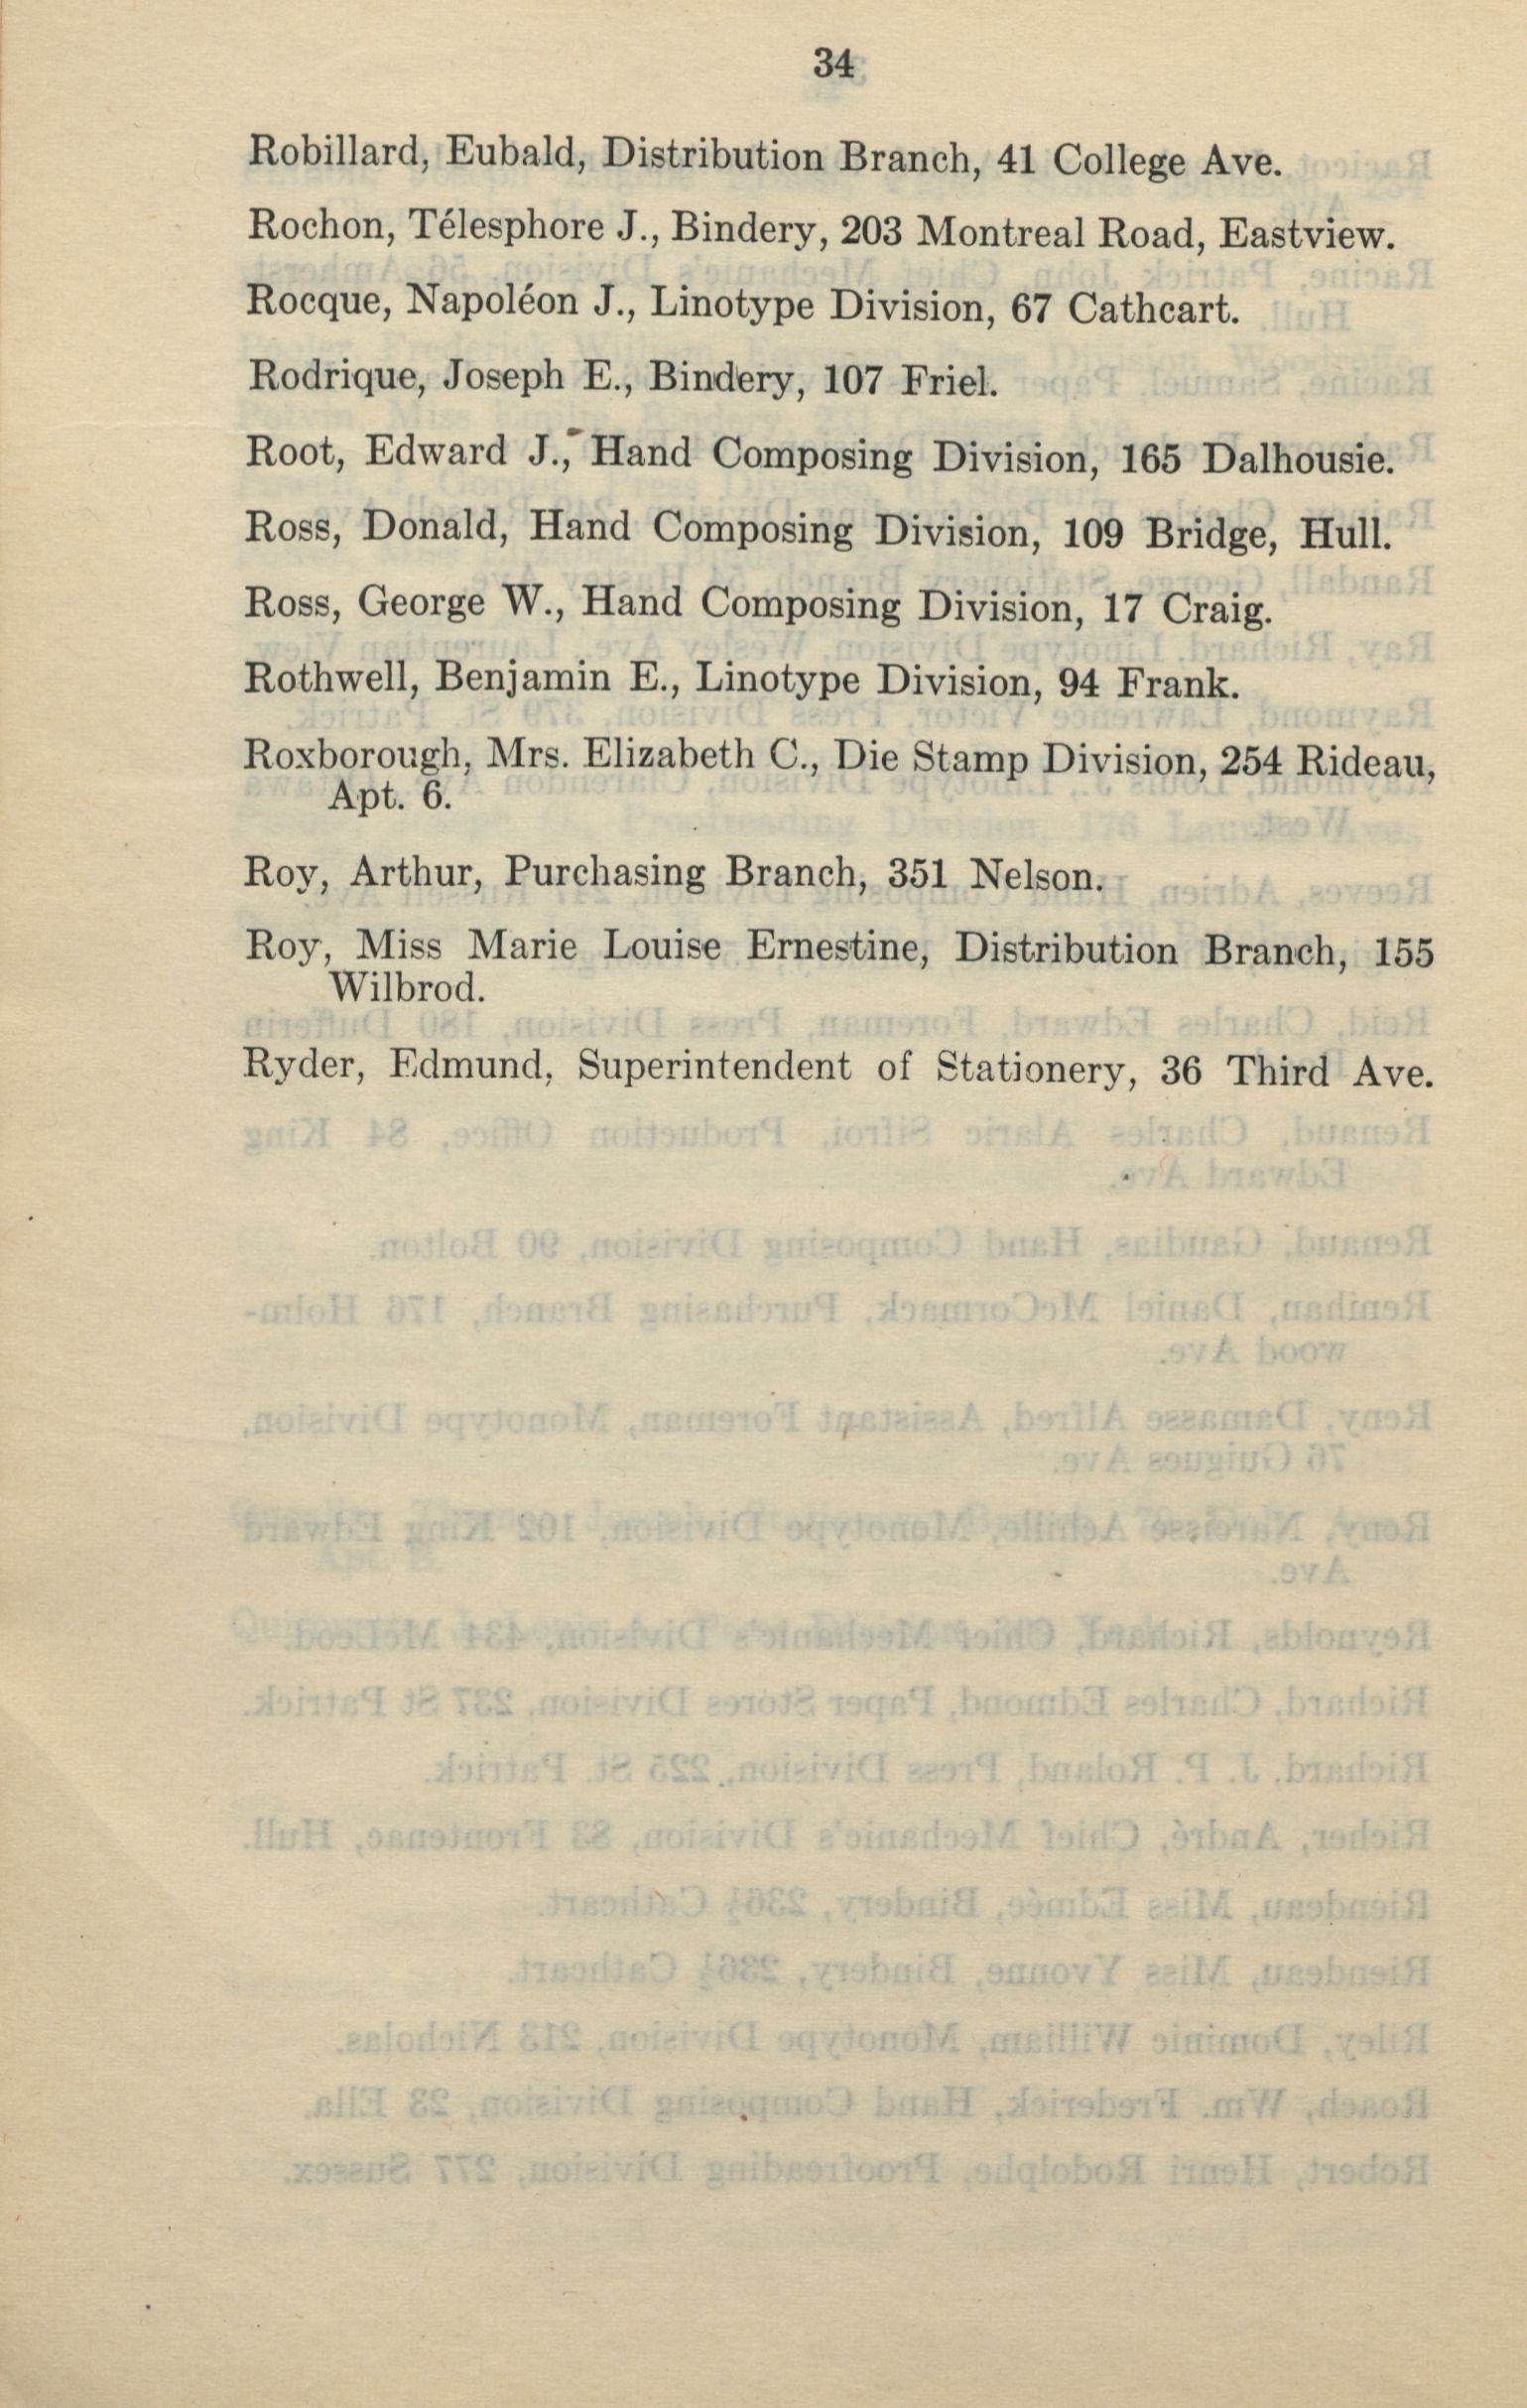 34
Robillard, Eubald, Distribution Branch, 41 College Ave.
Rochon, Télesphore J., Bindery, 203 Montreal Road, Eastview.
Rocque, Napoléon J., Linotype Division, 67 Cathcart.
Rodrique, Joseph E., Bindery, 107 Friel.
Root, Edward J., Hand Composing Division, 165 Dalhousie.
Ross, Donald, Hand Composing Division, 109 Bridge, Hull.
Ross, George W., Hand Composing Division, 17 Craig.
Rothwell, Benjamin E., Linotype Division, 94 Frank.
Roxborough, Mrs. Elizabeth C., Die Stamp Division, 254 Rideau,
Apt. 6.
Roy, Arthur, Purchasing Branch, 351 Nelson.
Roy, Miss Marie Louise Ernestine, Distribution Branch, 155
Wilbrod.
Ryder, Edmund, Superintendent of Stationery, 36 Third Ave.